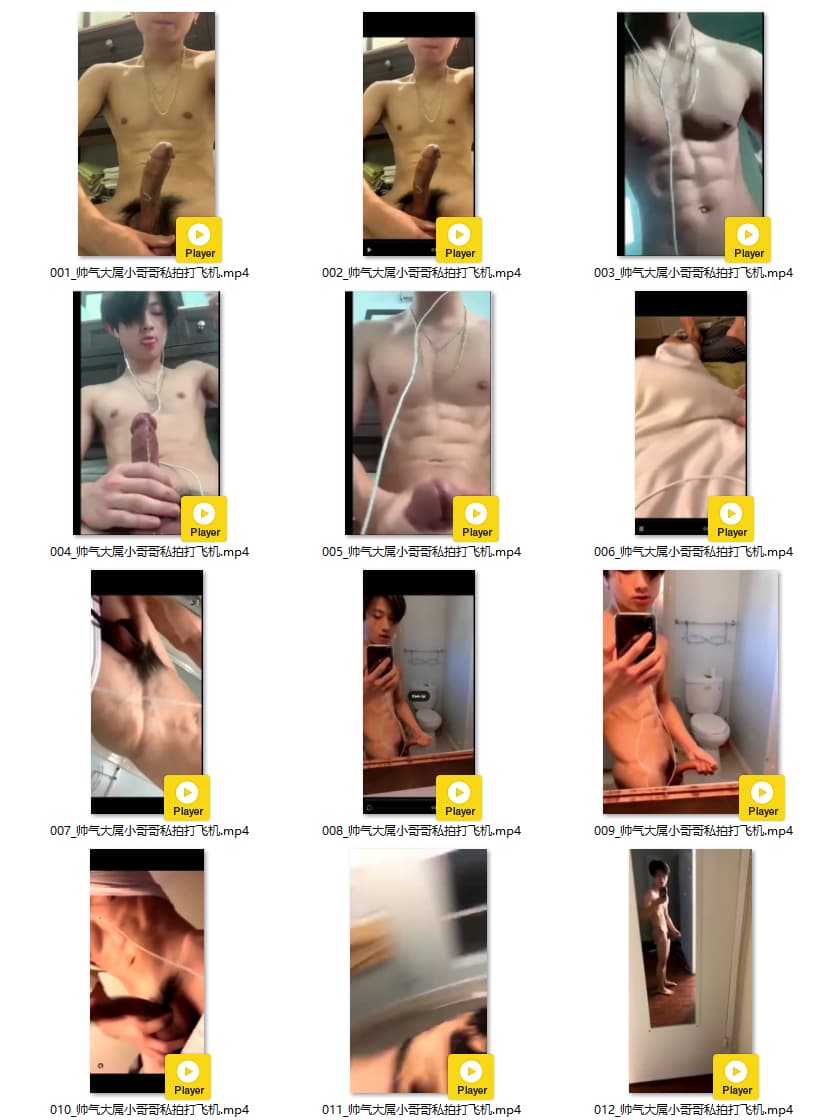 Player
Player
Player
001_帅气大屌小哥哥私拍打飞机.mp4
002_帅气大屌小哥哥私拍打飞机.mp4
003_帅气大屌小哥哥私拍打飞机.mp4
Player
Player
Player
004_帅气大屌小哥哥私拍打飞机.mp4
005_帅气大屌小哥哥私拍打飞机.mp4
006_帅气大屌小哥哥私拍打飞机.mp4
Player
Player
Player
007_帅气大屌小哥哥私拍打飞机.mp4
008_帅气大屌小哥哥私拍打飞机.mp4
009_帅气大屌小哥哥私拍打飞机.mp4
Player
Player
Player
010_帅气大屌小哥哥私拍打飞机.mp4
011_帅气大屌小哥哥私拍打飞机.mp4
012_帅气大屌小哥哥私拍打飞机.mp4